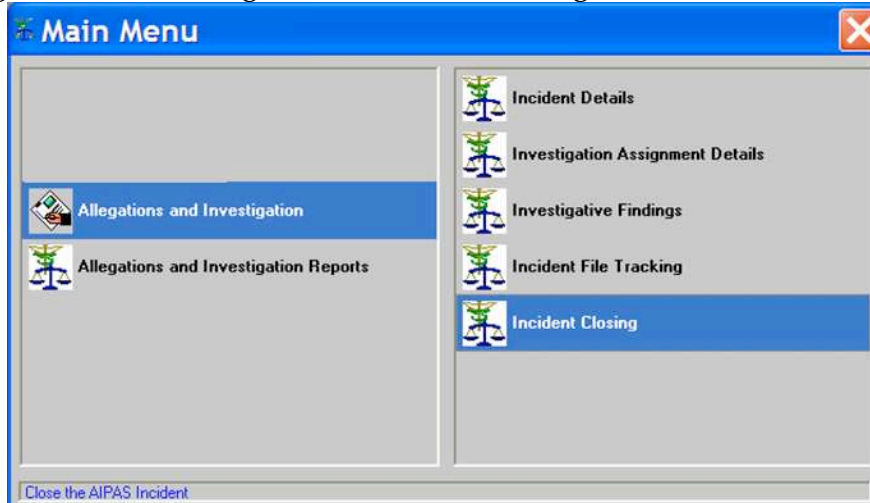 Main Menu
Allegations and Investigation
Allegations and Investigation Reports
Incident Details
Investigation Assignment Details
Investigative Findings
Incident File Tracking
Incident Closing
Close the AIPAS Incident